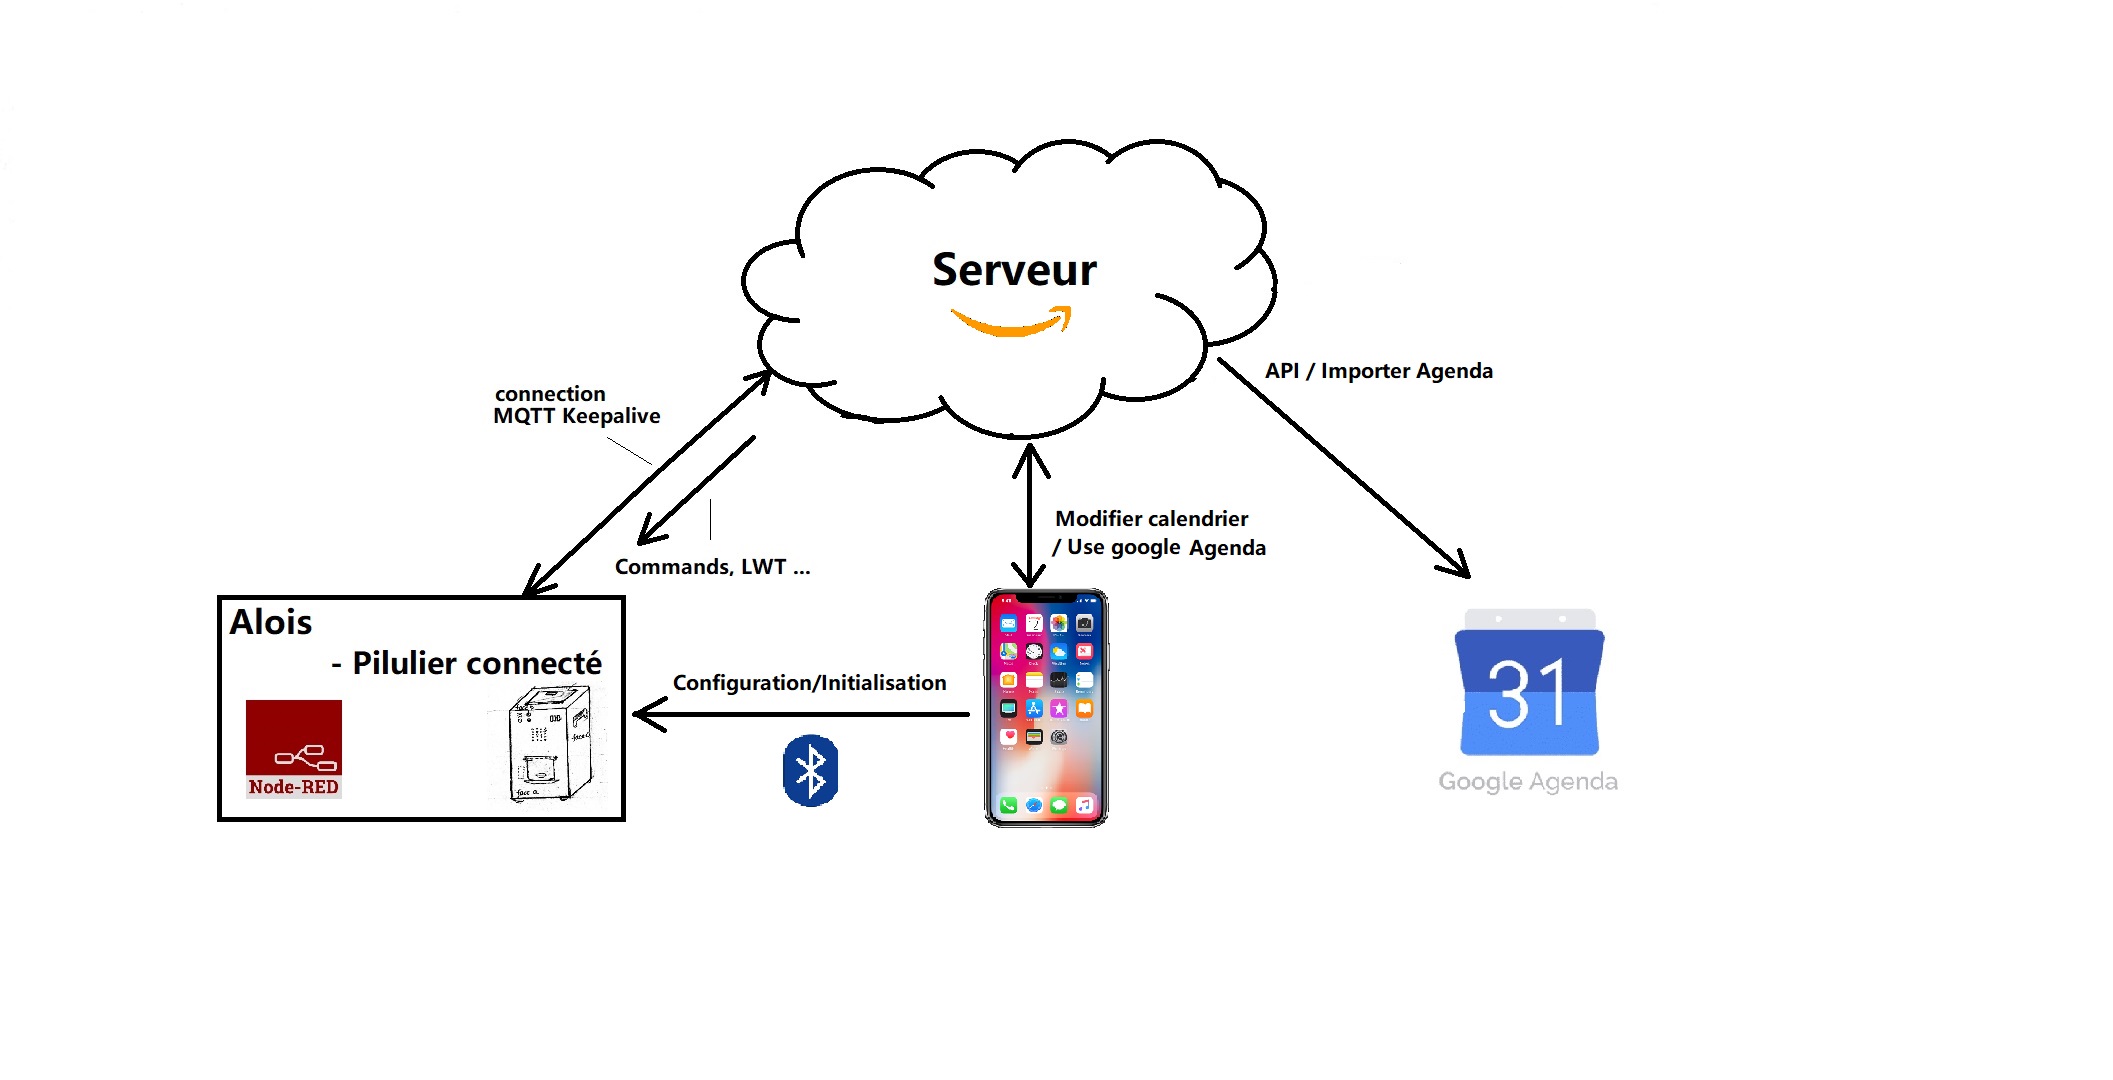 Serveur
API / Importer Agenda
connection
MQTT Keepalive
Modifier calendrier
/ Use google Agenda
Commands, LWT ...
Alois
- Pilulier connecté
Configuration/Initialisation
Node-RED
face a
31
Google Agenda